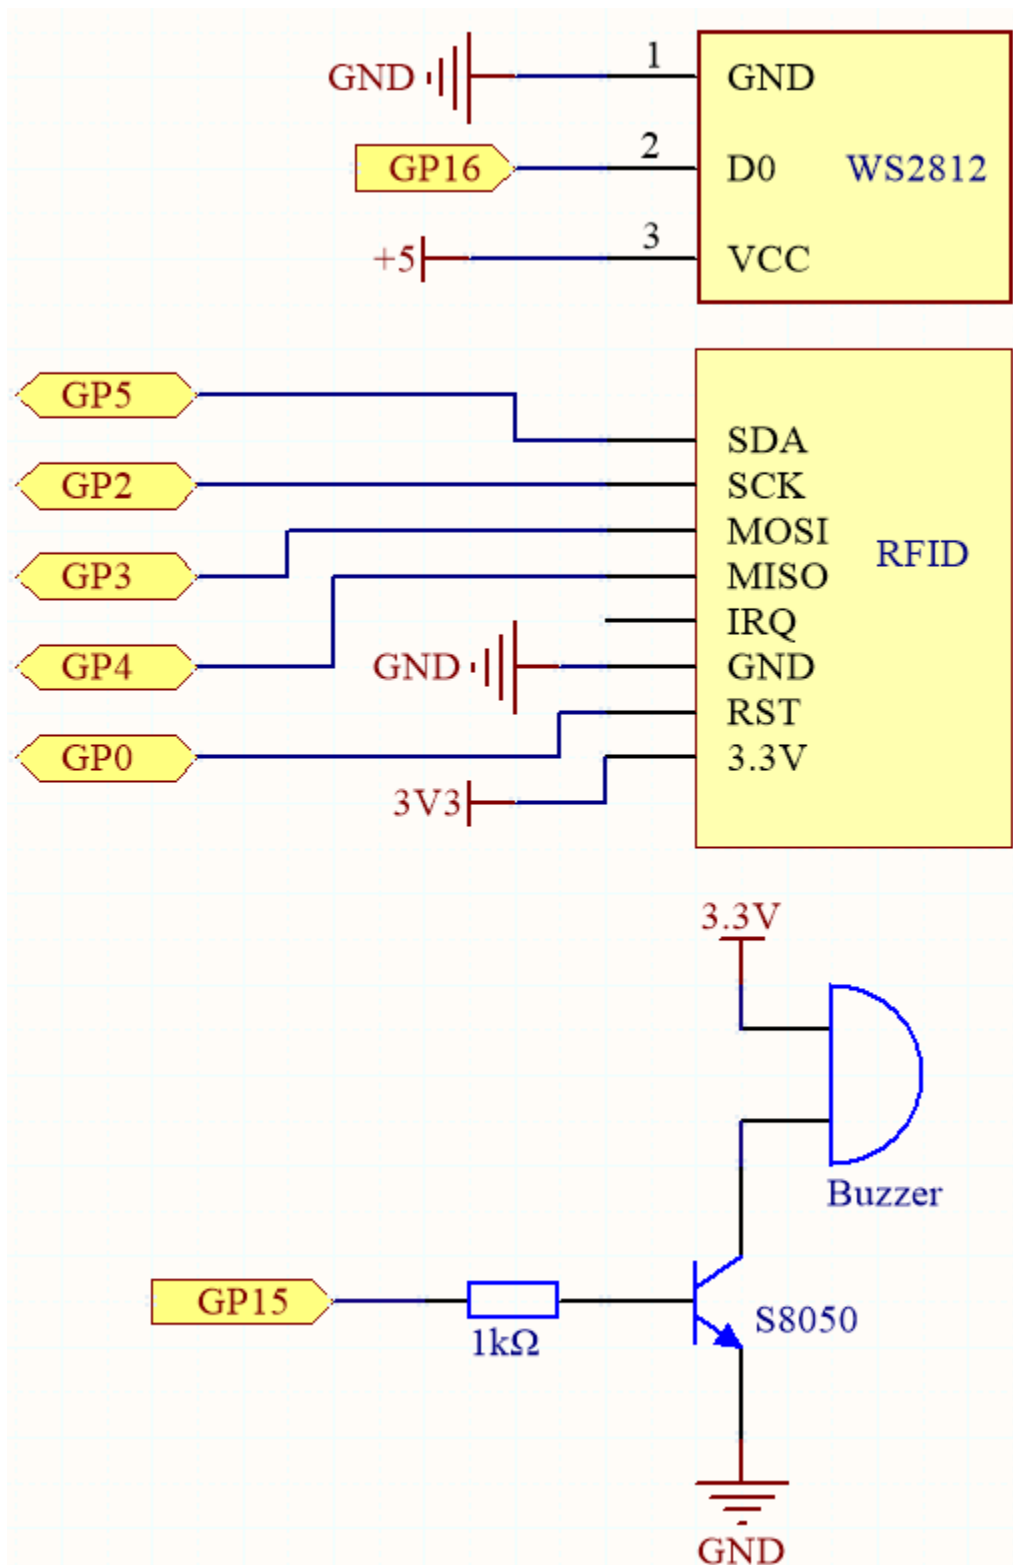 GND 1 GND
GP16 2 D0 WS2812
+5 3 VCC
GP5
SDA
GP2 SCK
MOSI
RFID
GP3 MISO
IRQ
GP4 GND GND
RST
GP0 3.3V
3V3
3.3V
Buzzer
GP15
S8050
1kΩ
GND